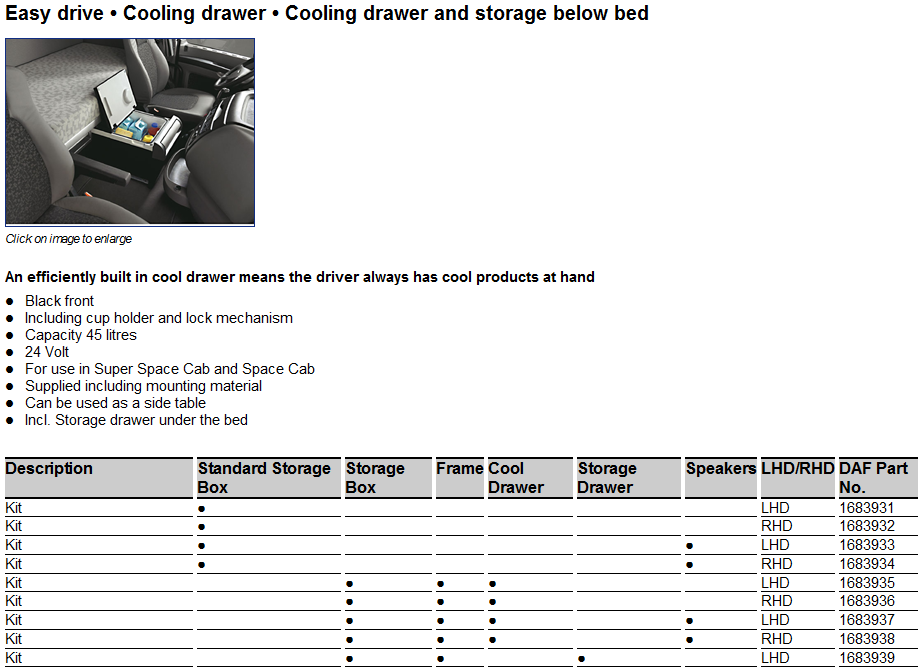 Easy drive • Cooling drawer • Cooling drawer and storage below bed
Click on image to enlarge
An efficiently built in cool drawer means the driver always has cool products at hand
● Black front
● Including cup holder and lock mechanism
● Capacity 45 litres
● 24 Volt
● For use in Super Space Cab and Space Cab
● Supplied including mounting material
● Can be used as a side table
● Incl. Storage drawer under the bed
Description Standard Storage Box Storage Box Frame Cool Drawer Storage Drawer Speakers LHD/RHD DAF Part No.
Kit ● LHD 1683931
Kit ● RHD 1683932
Kit ● ● LHD 1683933
Kit ● ● RHD 1683934
Kit ● ● ● LHD 1683935
Kit ● ● ● RHD 1683936
Kit ● ● ● ● LHD 1683937
Kit ● ● ● ● RHD 1683938
Kit ● ● ● LHD 1683939